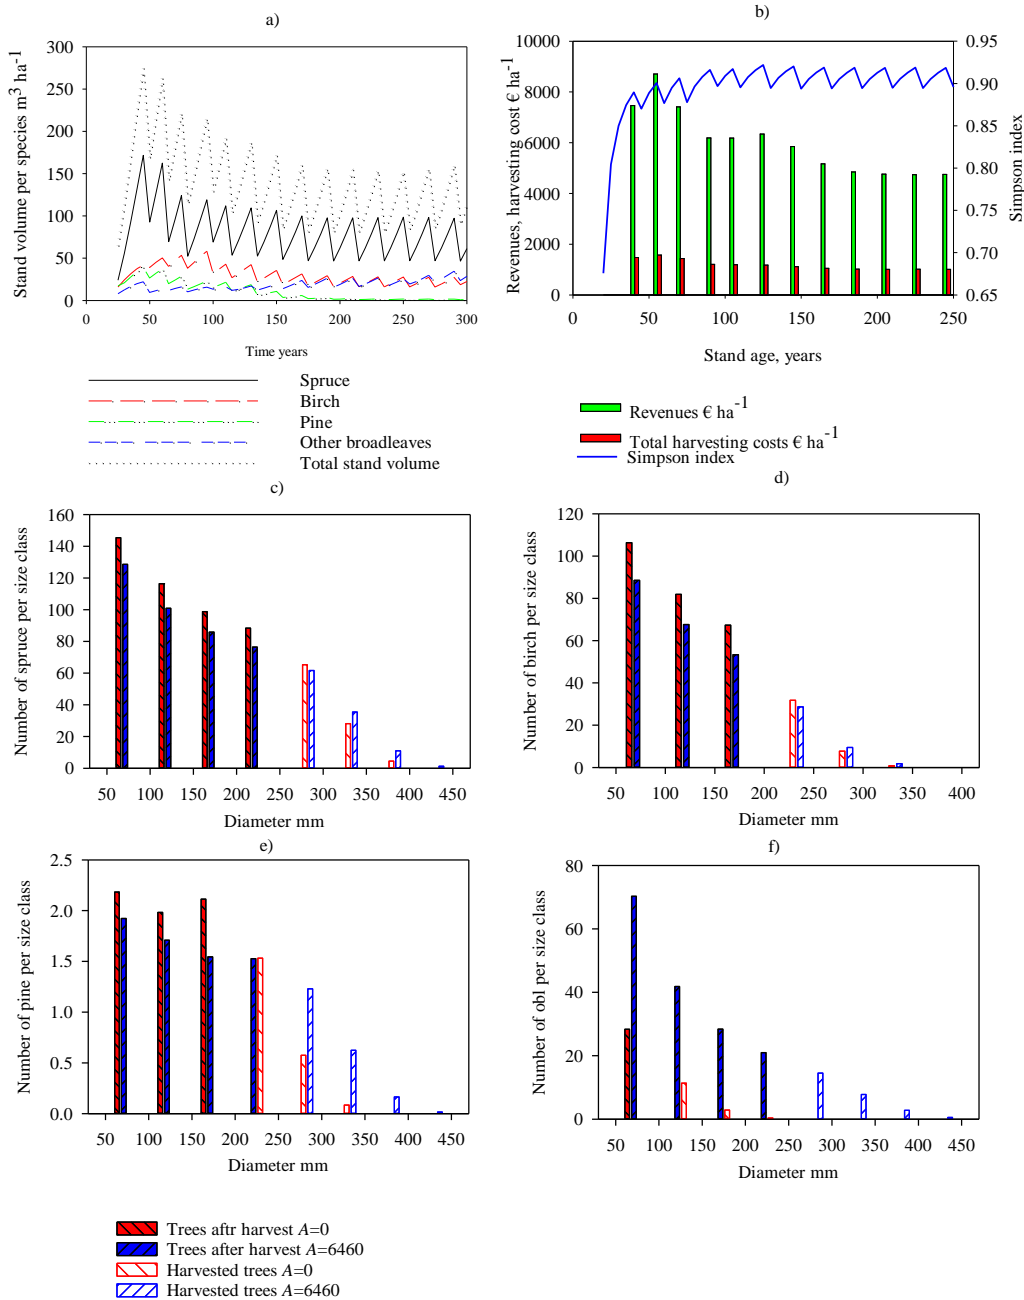 a)
300
250
200
150
100
50
0
Stand volume per species m³ ha⁻¹
0 50 100 150 200 250 300
Time years
Spruce
Birch
Pine
Other broadleaves
Total stand volume
b)
10000
8000
6000
4000
2000
0
Revenues, harvesting cost € ha⁻¹
0.95
0.90
0.85
0.80
0.75
0.70
0.65
Simpson index
0 50 100 150 200 250
Stand age, years
Revenues € ha⁻¹
Total harvesting costs € ha⁻¹
Simpson index
c)
160
140
120
100
80
60
40
20
0
Number of spruce per size class
50 100 150 200 250 300 350 400 450
Diameter mm
d)
120
100
80
60
40
20
0
Number of birch per size class
50 100 150 200 250 300 350 400
Diameter mm
e)
2.5
2.0
1.5
1.0
0.5
0.0
Number of pine per size class
50 100 150 200 250 300 350 400 450
Diameter mm
f)
80
60
40
20
0
Number of obl per size class
50 100 150 200 250 300 350 400 450
Diameter mm
Trees aftr harvest A=0
Trees after harvest A=6460
Harvested trees A=0
Harvested trees A=6460